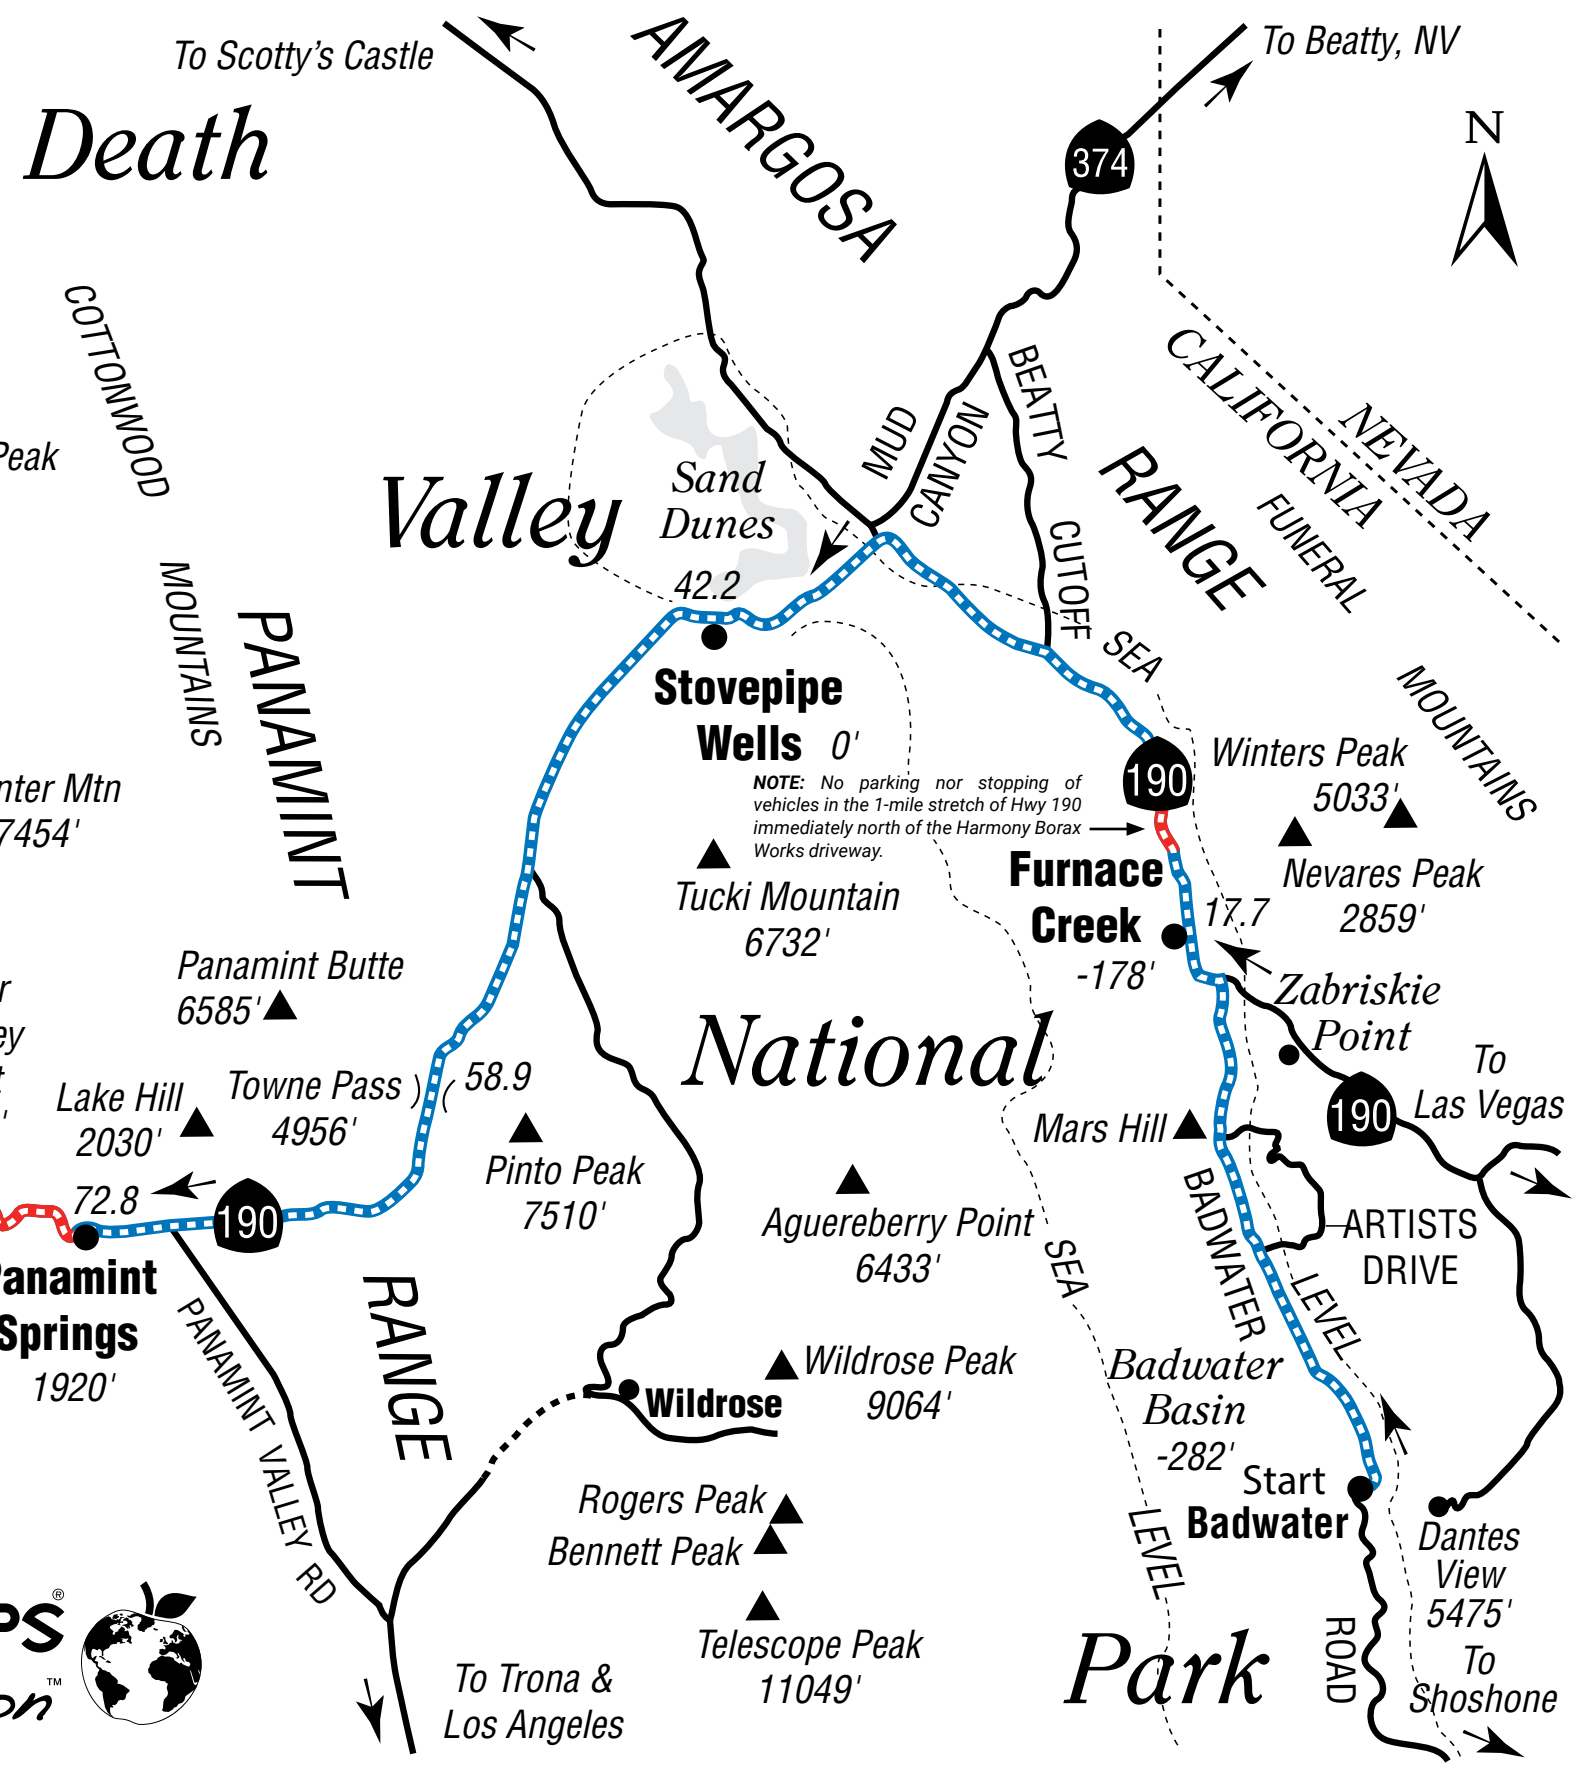 To Scotty's Castle
To Beatty, NV
AMARGOSA
Death
N
374
COTTONWOOD
CALIFORNIA
NEVADA
BEATTY
MUD
CANYON
Peak
Valley
Sand
Dunes
42.2
RANGE
FUNERAL
CUTOFF
MOUNTAINS
PANAMINT
SEA
Stovepipe
Wells 0'
MOUNTAINS
190
Winters Peak
5033'
NOTE: No parking nor stopping of
vehicles in the 1-mile stretch of Hwy 190
immediately north of the Harmony Borax
Works driveway.
nter Mtn
7454'
Furnace
Creek
-178'
17.7
Nevares Peak
2859'
Tucki Mountain
6732'
Panamint Butte
6585'
Zabriskie
Point
r
ey
t
'
National
To
Las Vegas
190
Lake Hill
2030'
Towne Pass
4956'
58.9
Mars Hill
Pinto Peak
7510'
72.8
190
BADWATER
Aguereberry Point
6433'
ARTISTS
DRIVE
SEA
LEVEL
Panamint
Springs
1920'
RANGE
PANAMINT VALLEY RD
Wildrose Peak
9064'
Wildrose
Badwater
Basin
-282'
Start
Badwater
Rogers Peak
Bennett Peak
LEVEL
Dantes
View
5475'
PS®
on™
Telescope Peak
11049'
To Trona &
Los Angeles
Park
ROAD
To
Shoshone